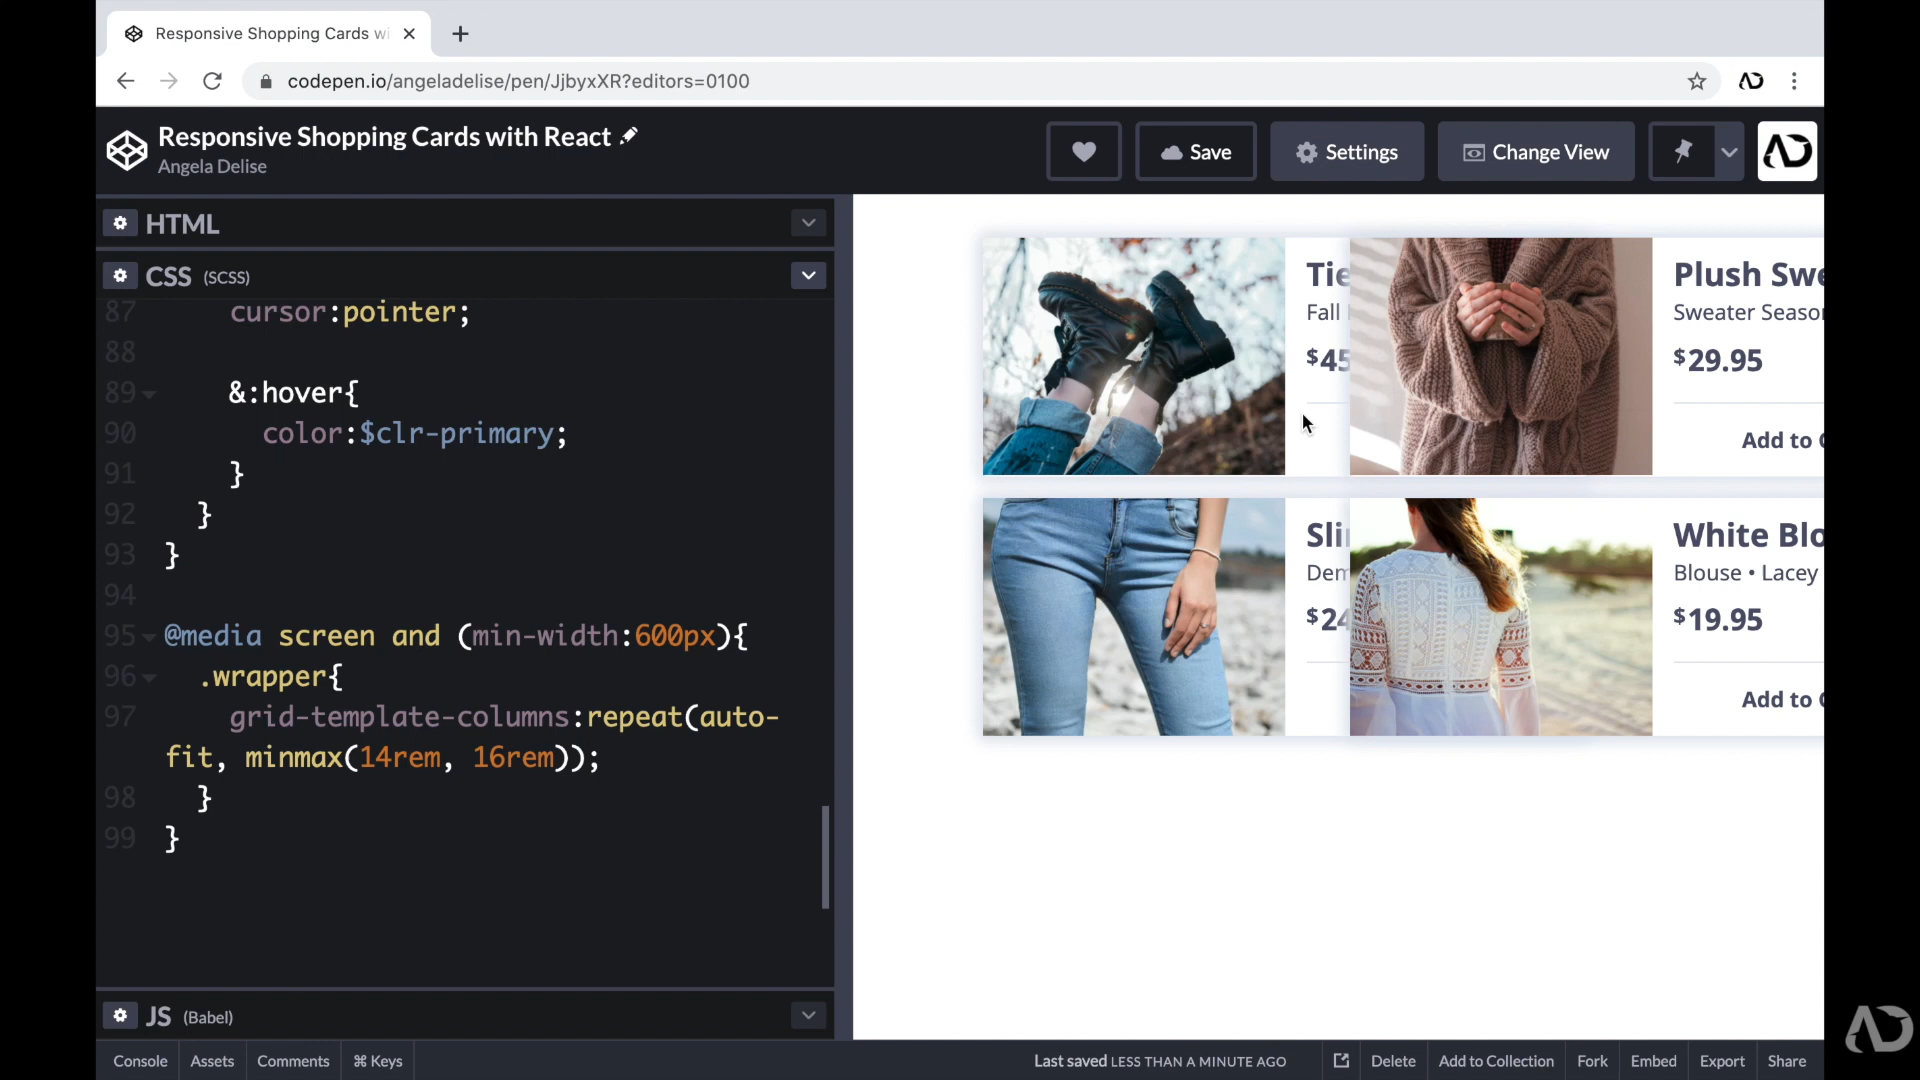 Responsive Shopping Cards wi
codepen.io/angeladelise/pen/JjbyxXR?editors=0100
Responsive Shopping Cards with React
Angela Delise
Save
Settings
Change View
HTML
CSS (SCSS)
87 cursor:pointer;
88
89 &:hover{
90 color:$clr-primary;
91 }
92 }
93 }
94
95 @media screen and (min-width:600px){
96 .wrapper{
97 grid-template-columns:repeat(auto-
fit, minmax(14rem, 16rem));
98 }
99 }
JS (Babel)
Tie
Fall
$45
Plush Swe
Sweater Season
$29.95
Add to C
Sli
Dem
$24
White Blo
Blouse • Lacey
$19.95
Add to C
Console
Assets
Comments
⌘ Keys
Last saved LESS THAN A MINUTE AGO
Delete
Add to Collection
Fork
Embed
Export
Share